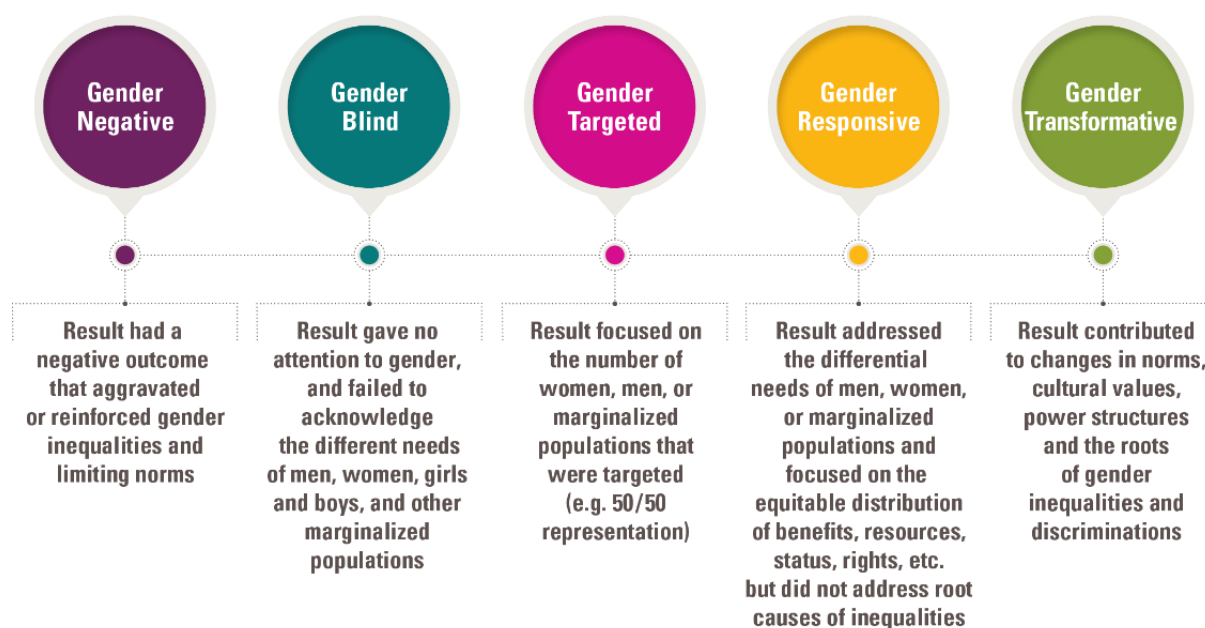 Gender
Negative
Gender
Blind
Gender
Targeted
Gender
Responsive
Gender
Transformative
Result had a
negative outcome
that aggravated
or reinforced gender
inequalities and
limiting norms
Result gave no
attention to gender,
and failed to
acknowledge
the different needs
of men, women, girls
and boys, and other
marginalized
populations
Result focused on
the number of
women, men, or
marginalized
populations that
were targeted
(e.g. 50/50
representation)
Result addressed
the differential
needs of men, women,
or marginalized
populations and
focused on the
equitable distribution
of benefits, resources,
status, rights, etc.
but did not address root
causes of inequalities
Result contributed
to changes in norms,
cultural values,
power structures
and the roots
of gender
inequalities and
discriminations